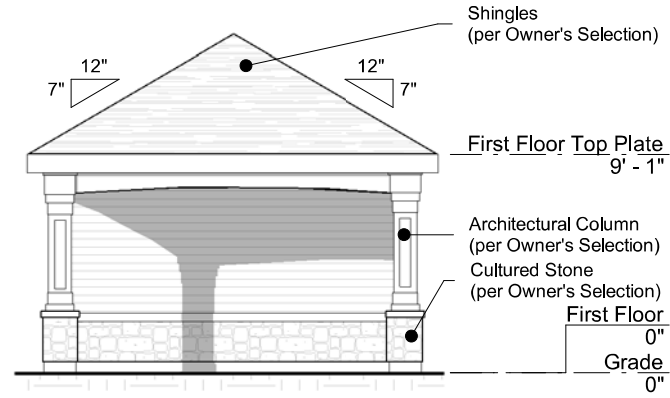 Shingles
(per Owner's Selection)
12"
7"
12"
7"
First Floor Top Plate
9' - 1"
Architectural Column
(per Owner's Selection)
Cultured Stone
(per Owner's Selection)
First Floor
0"
Grade
0"